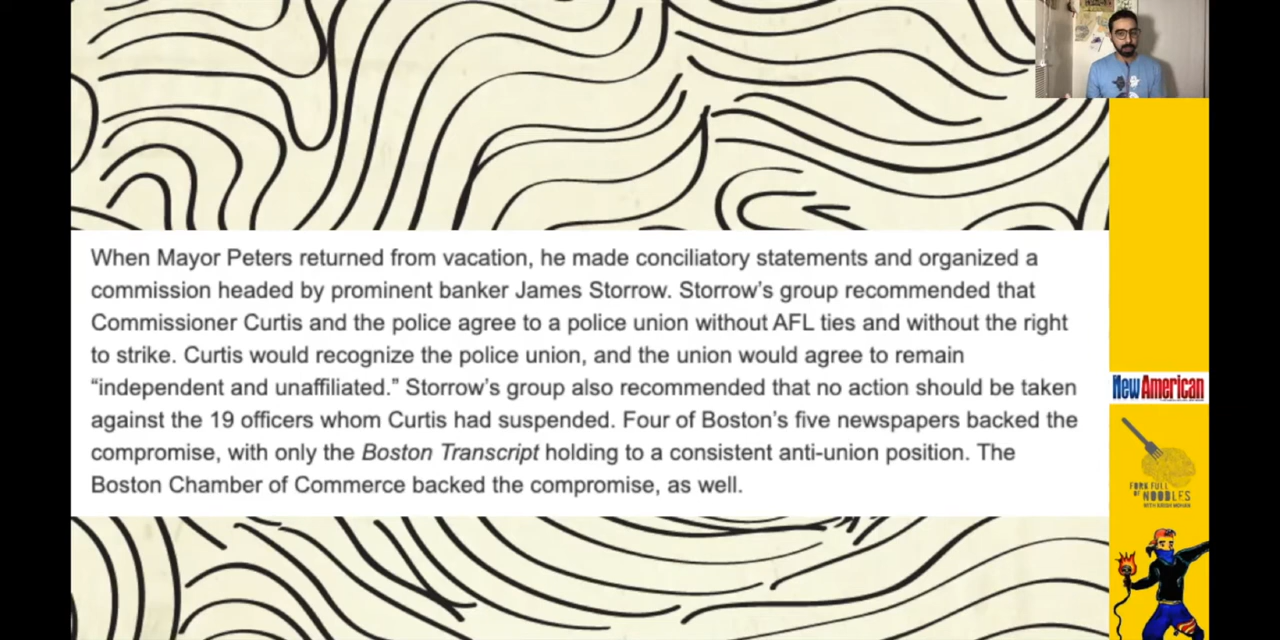 When Mayor Peters returned from vacation, he made conciliatory statements and organized a
commission headed by prominent banker James Storrow. Storrow’s group recommended that
Commissioner Curtis and the police agree to a police union without AFL ties and without the right
to strike. Curtis would recognize the police union, and the union would agree to remain
“independent and unaffiliated.” Storrow’s group also recommended that no action should be taken
against the 19 officers whom Curtis had suspended. Four of Boston’s five newspapers backed the
compromise, with only the Boston Transcript holding to a consistent anti-union position. The
Boston Chamber of Commerce backed the compromise, as well.
New American
FORK FULL
OF NOODLES